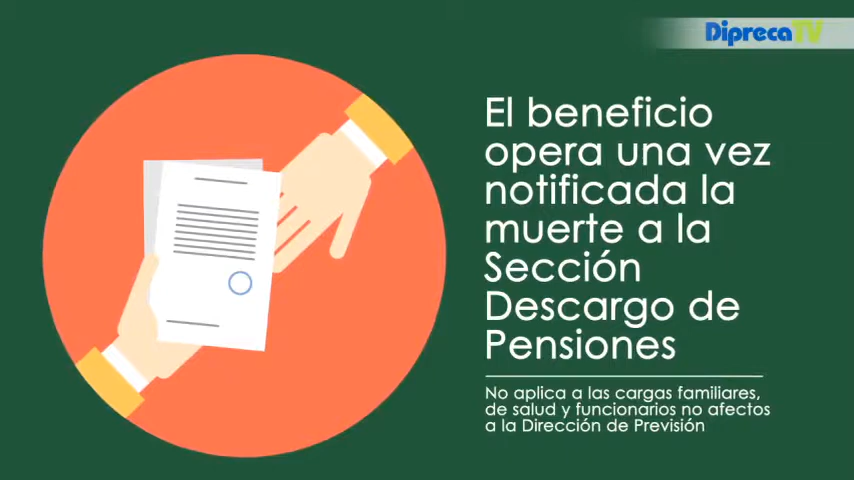 DiprecaTV
El beneficio
opera una vez
notificada la
muerte a la
Sección
Descargo de
Pensiones
No aplica a las cargas familiares,
de salud y funcionarios no afectos
a la Dirección de Previsión